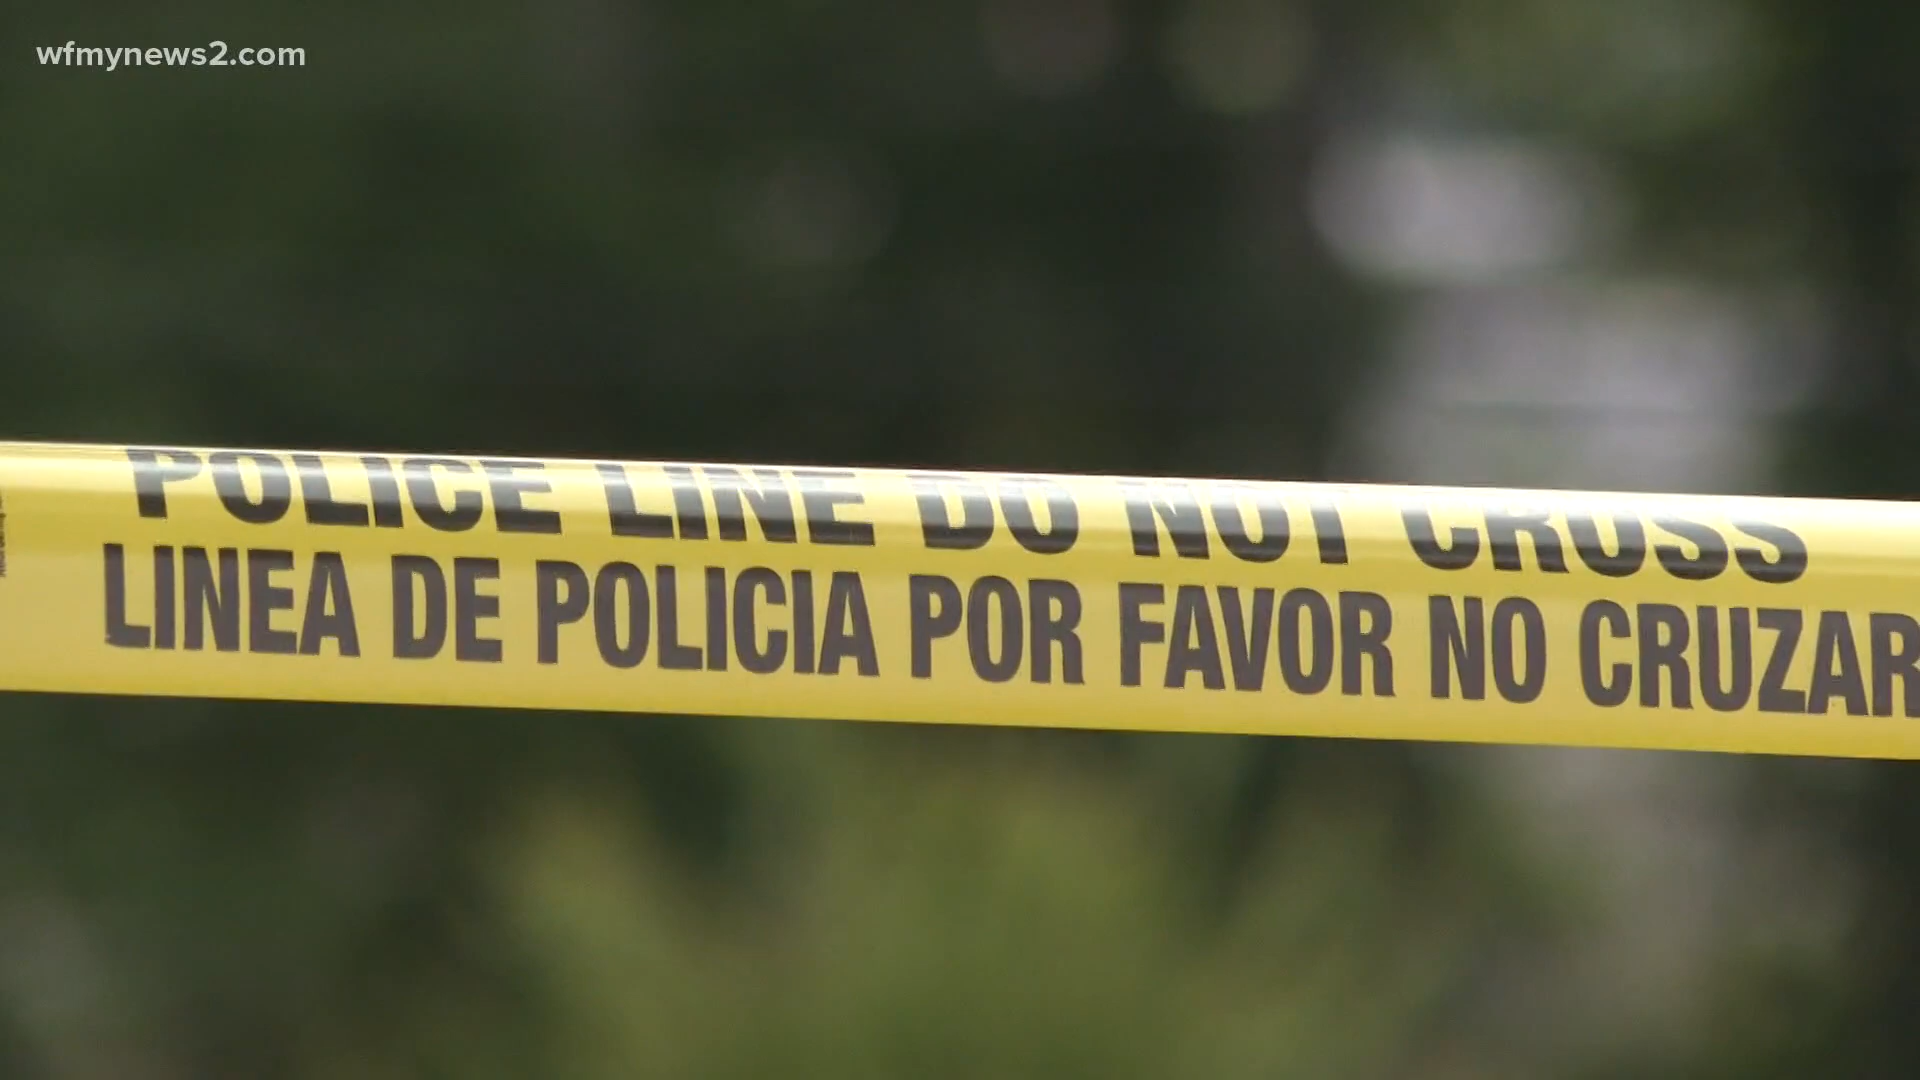 wfmynews2.com
POLICE LINE DO NOT CROSS
LINEA DE POLICIA POR FAVOR NO CRUZAR